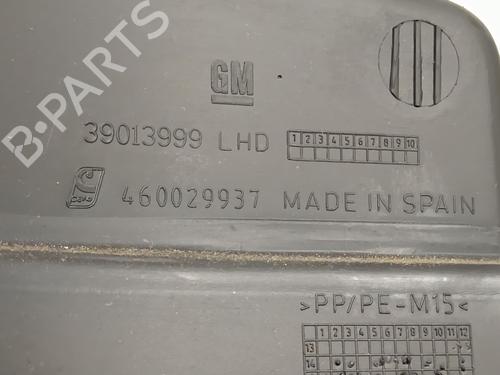 GM
39013999 LHD 1 2 3 4 5 6 7 8 9 10
460029937 MADE IN SPAIN
B-PARTS
>PP/PE-M15<
1 2 3 4 5 6 7 8 9 10 11 12
13
14